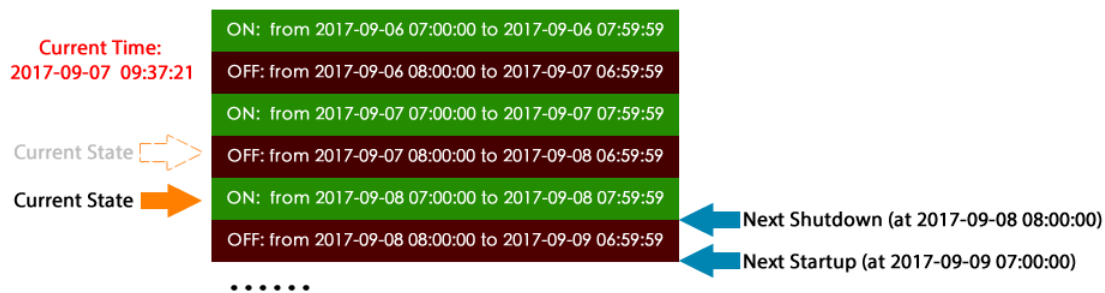 Current Time:
2017-09-07 09:37:21
ON: from 2017-09-06 07:00:00 to 2017-09-06 07:59:59
OFF: from 2017-09-06 08:00:00 to 2017-09-07 06:59:59
ON: from 2017-09-07 07:00:00 to 2017-09-07 07:59:59
Current State
OFF: from 2017-09-07 08:00:00 to 2017-09-08 06:59:59
Current State
ON: from 2017-09-08 07:00:00 to 2017-09-08 07:59:59
Next Shutdown (at 2017-09-08 08:00:00)
OFF: from 2017-09-08 08:00:00 to 2017-09-09 06:59:59
Next Startup (at 2017-09-09 07:00:00)
......